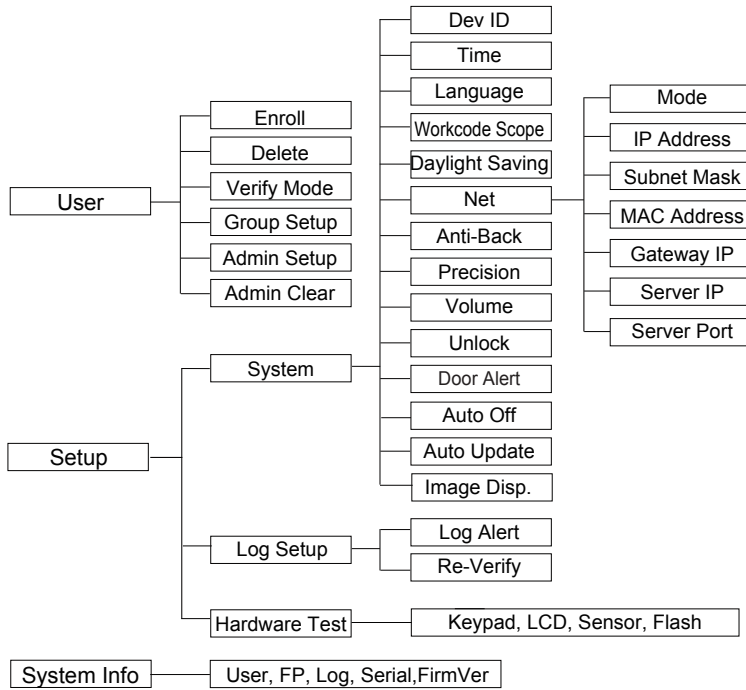 User
Enroll
Delete
Verify Mode
Group Setup
Admin Setup
Admin Clear
Setup
System
Dev ID
Time
Language
Workcode Scope
Daylight Saving
Net
Mode
IP Address
Subnet Mask
MAC Address
Gateway IP
Server IP
Server Port
Anti-Back
Precision
Volume
Unlock
Door Alert
Auto Off
Auto Update
Image Disp.
Log Setup
Log Alert
Re-Verify
Hardware Test
Keypad, LCD, Sensor, Flash
System Info
User, FP, Log, Serial,FirmVer